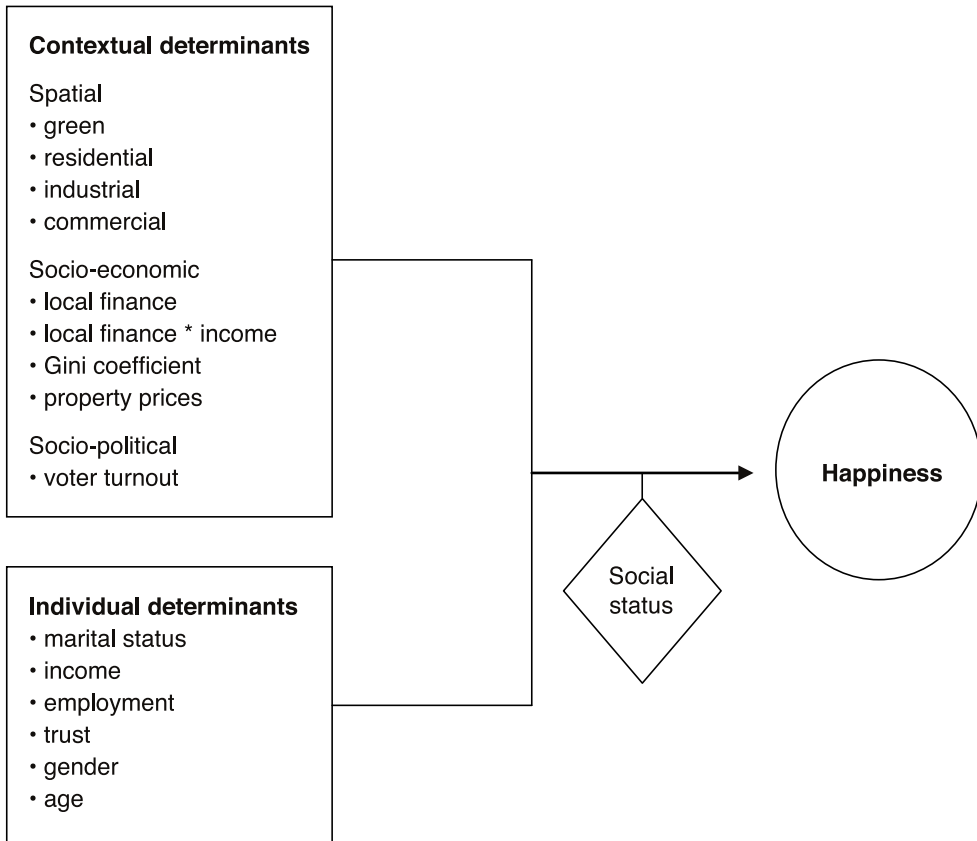 Contextual determinants
Spatial
• green
• residential
• industrial
• commercial
Socio-economic
• local finance
• local finance * income
• Gini coefficient
• property prices
Socio-political
• voter turnout
Individual determinants
• marital status
• income
• employment
• trust
• gender
• age
Social
status
Happiness